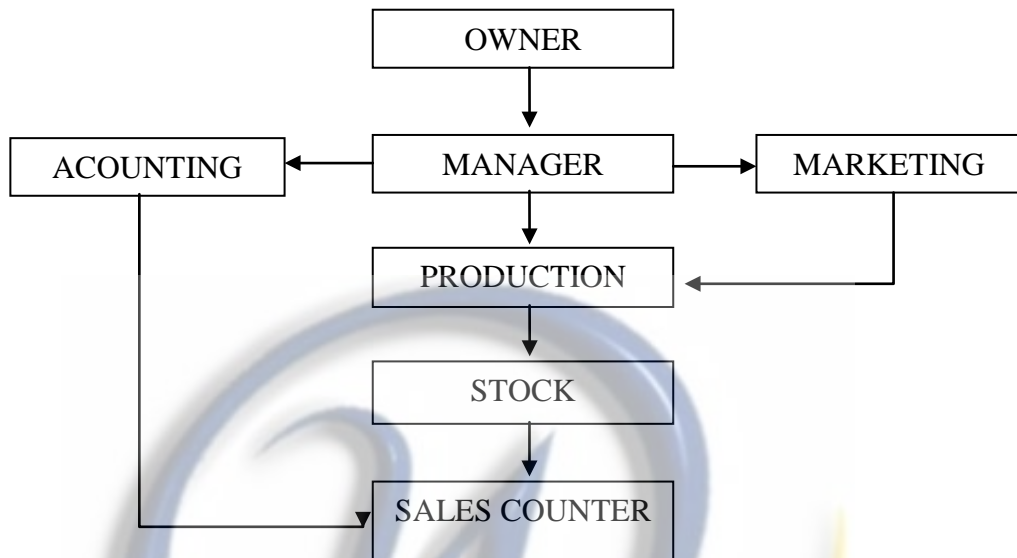 OWNER
ACOUNTING
MANAGER
MARKETING
PRODUCTION
STOCK
SALES COUNTER